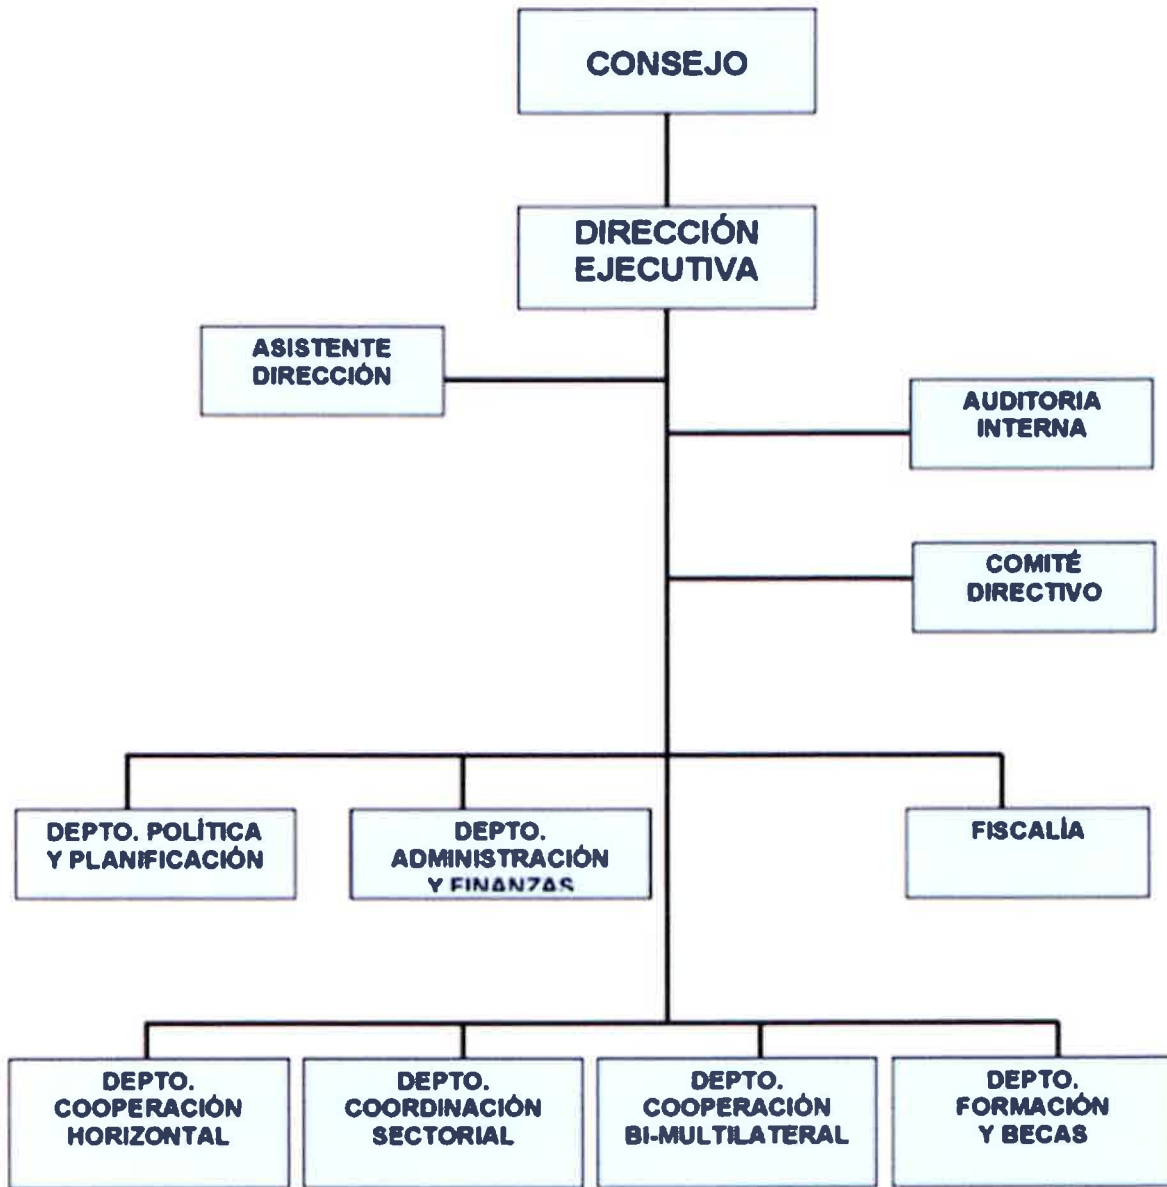 CONSEJO
DIRECCIÓN
EJECUTIVA
ASISTENTE
DIRECCIÓN
AUDITORIA
INTERNA
COMITÉ
DIRECTIVO
DEPTO. POLÍTICA
Y PLANIFICACIÓN
DEPTO.
ADMINISTRACIÓN
Y FINANZAS
FISCALÍA
DEPTO.
COOPERACIÓN
HORIZONTAL
DEPTO.
COORDINACIÓN
SECTORIAL
DEPTO.
COOPERACIÓN
BI-MULTILATERAL
DEPTO.
FORMACIÓN
Y BECAS